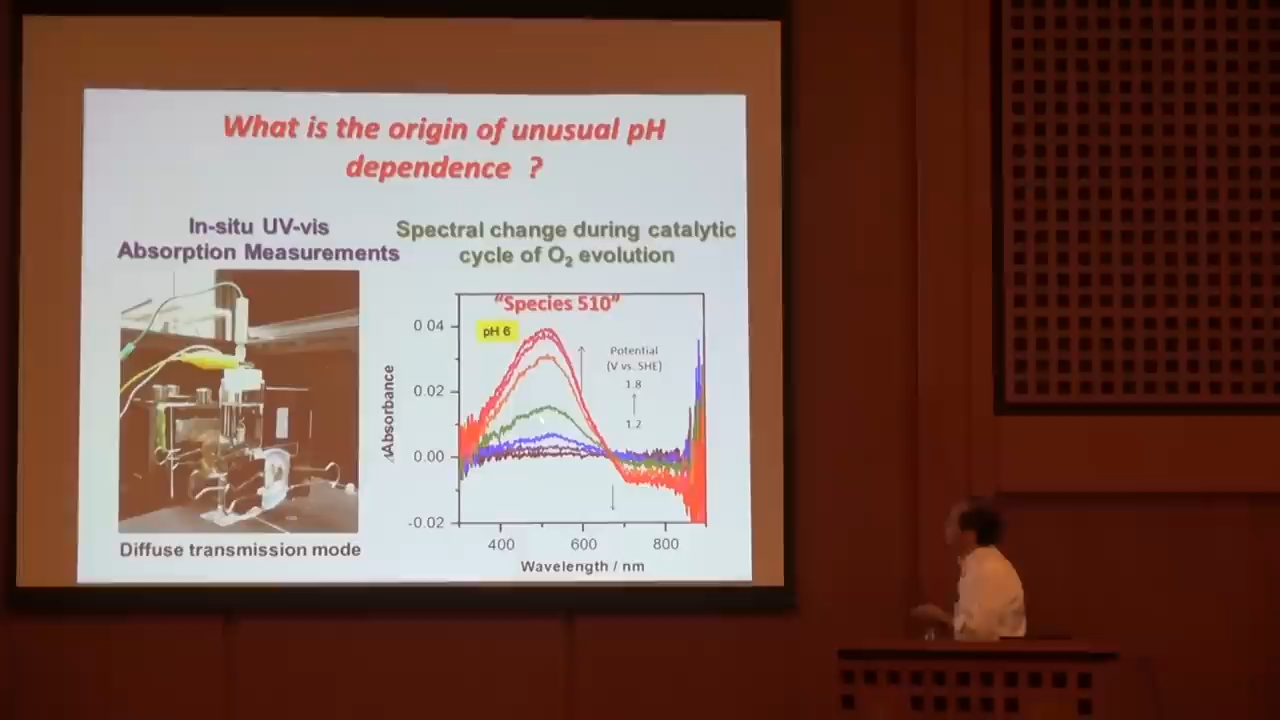 What is the origin of unusual pH
dependence ?
In-situ UV-vis
Absorption Measurements
Diffuse transmission mode
Spectral change during catalytic
cycle of O₂ evolution
"Species 510"
pH 6
Potential
(V vs. SHE)
1.8
1.2
ΔAbsorbance
0 04
0.02
0.00
-0.02
400 600 800
Wavelength / nm